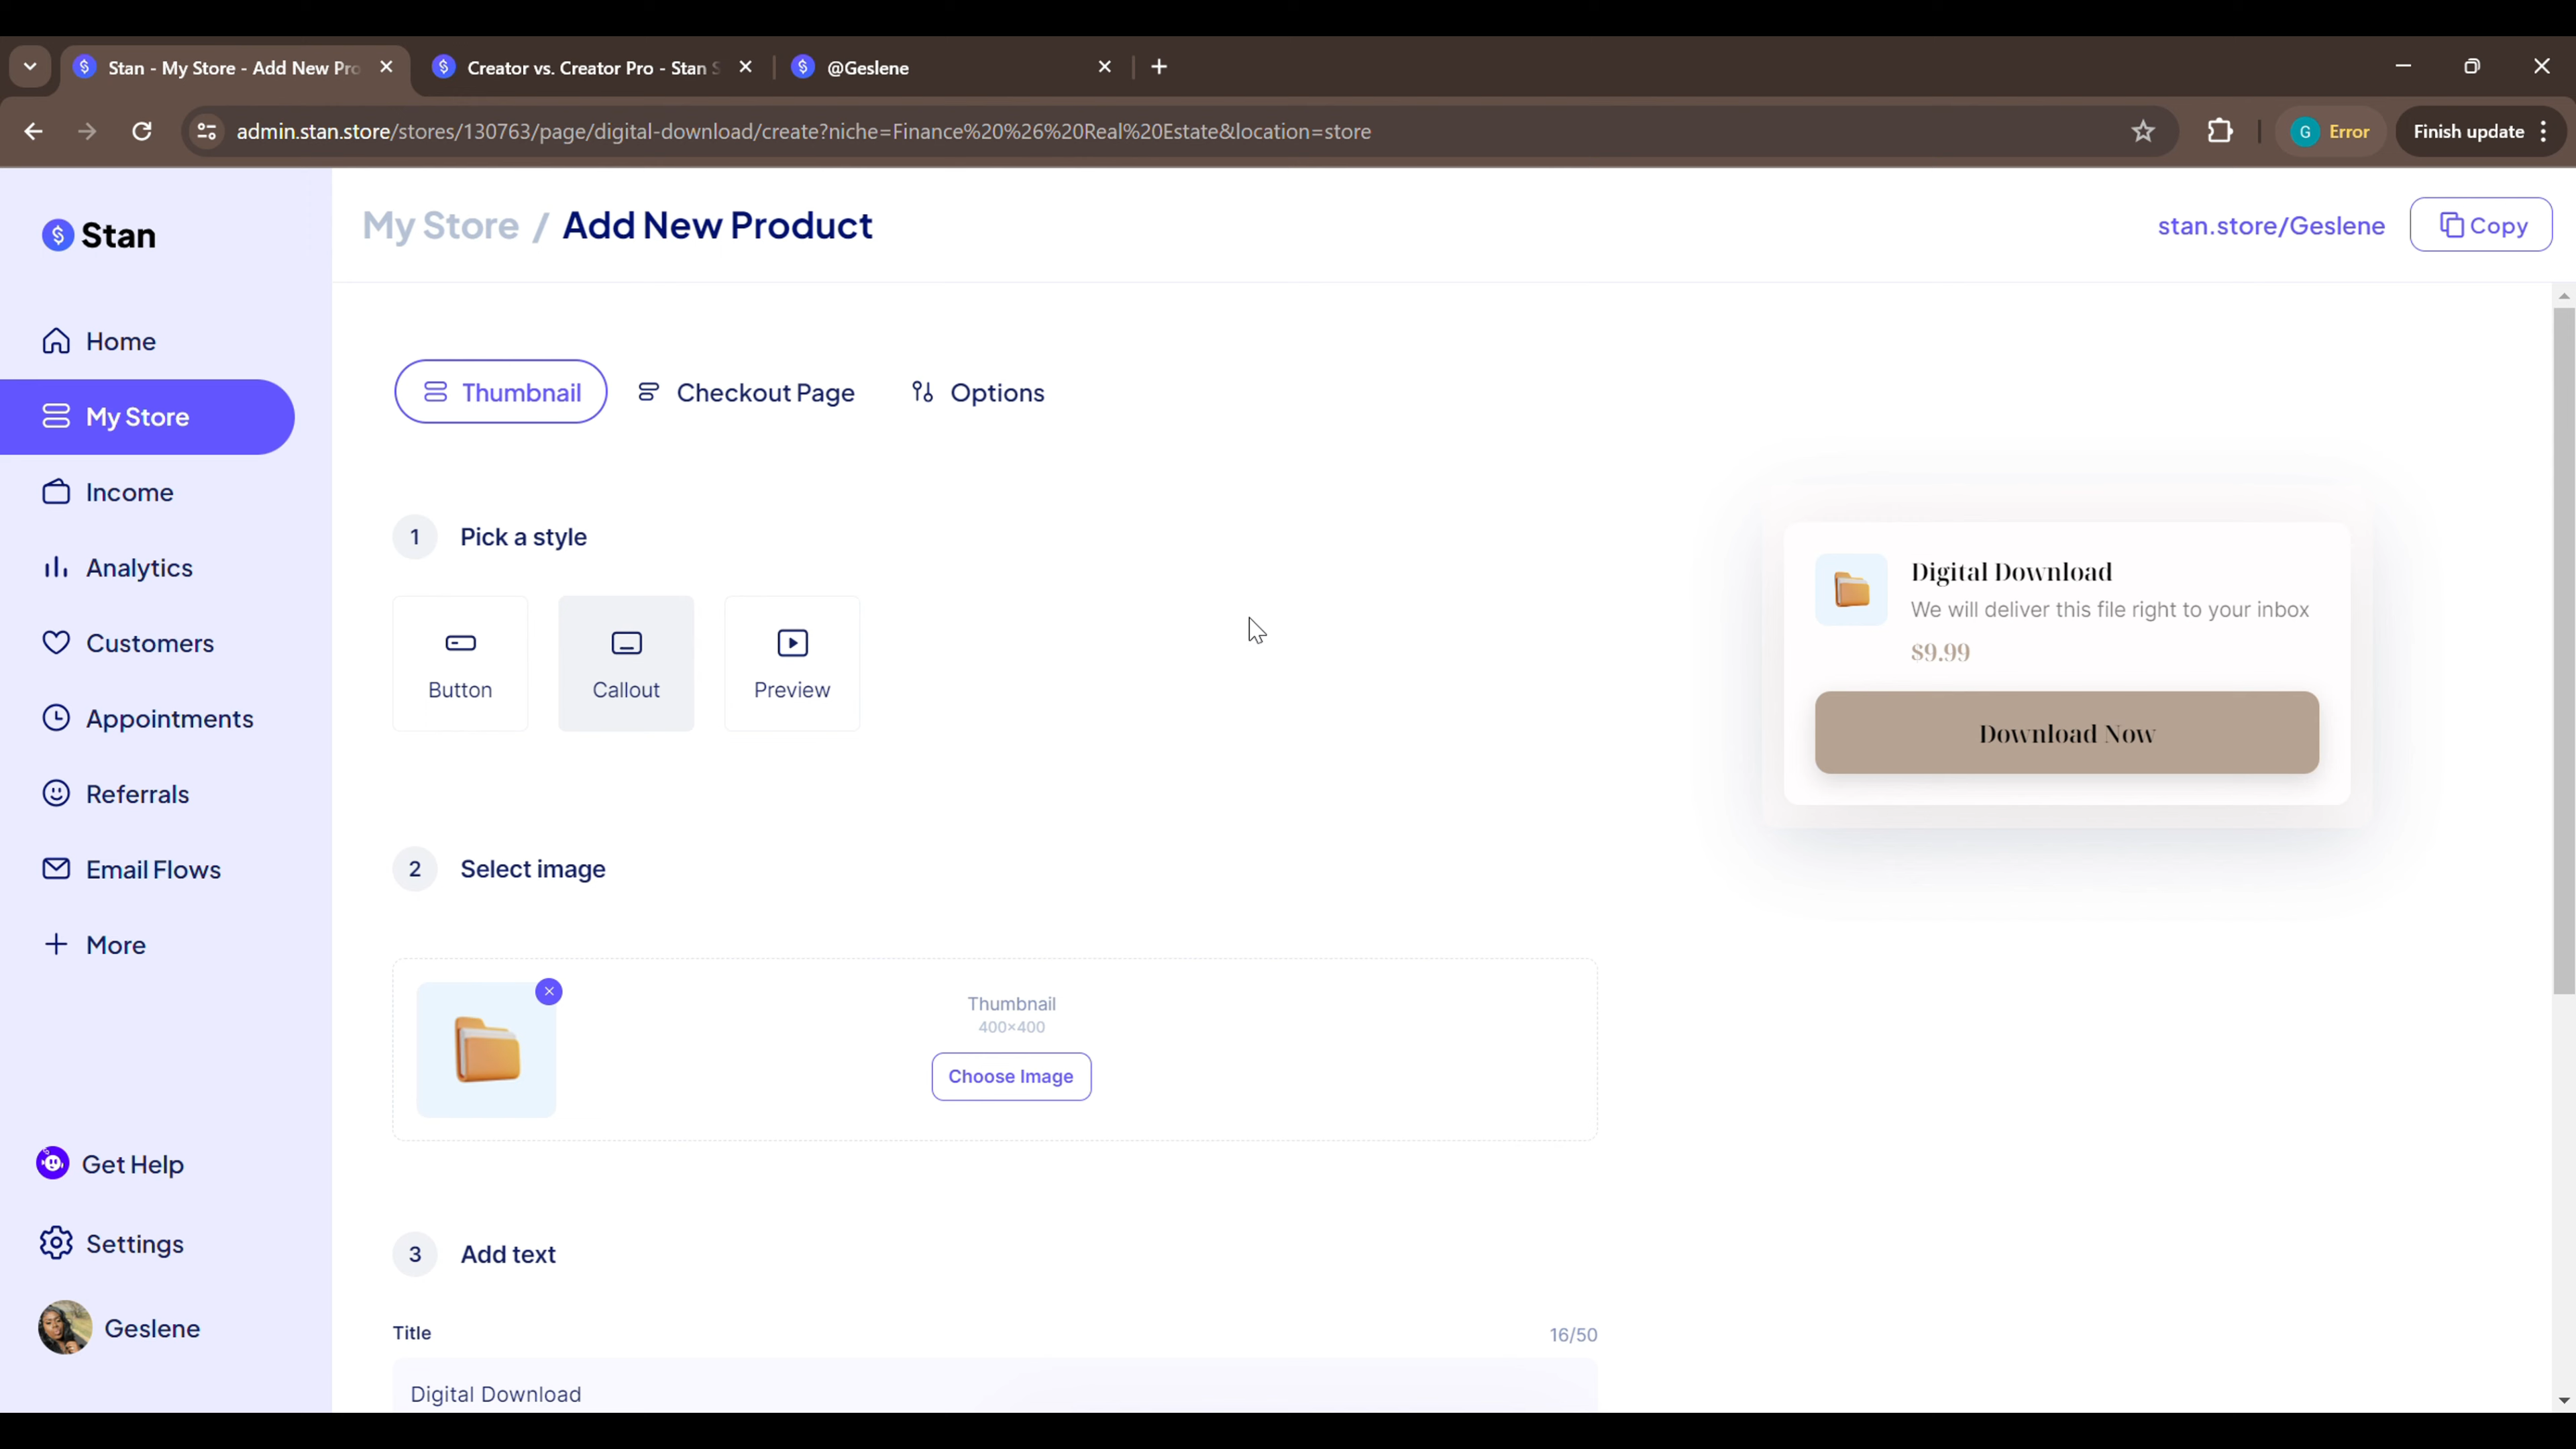 Stan - My Store - Add New Pro
Creator vs. Creator Pro - Stan S
@Geslene
admin.stan.store/stores/130763/page/digital-download/create?niche=Finance%20%26%20Real%20Estate&location=store
G Error
Finish update
Stan
My Store / Add New Product
stan.store/Geslene
Copy
Home
My Store
Income
Analytics
Customers
Appointments
Referrals
Email Flows
More
Get Help
Settings
Geslene
Thumbnail
Checkout Page
Options
1 Pick a style
Button
Callout
Preview
2 Select image
Thumbnail
400×400
Choose Image
3 Add text
Title
16/50
Digital Download
Digital Download
We will deliver this file right to your inbox
$9.99
Download Now